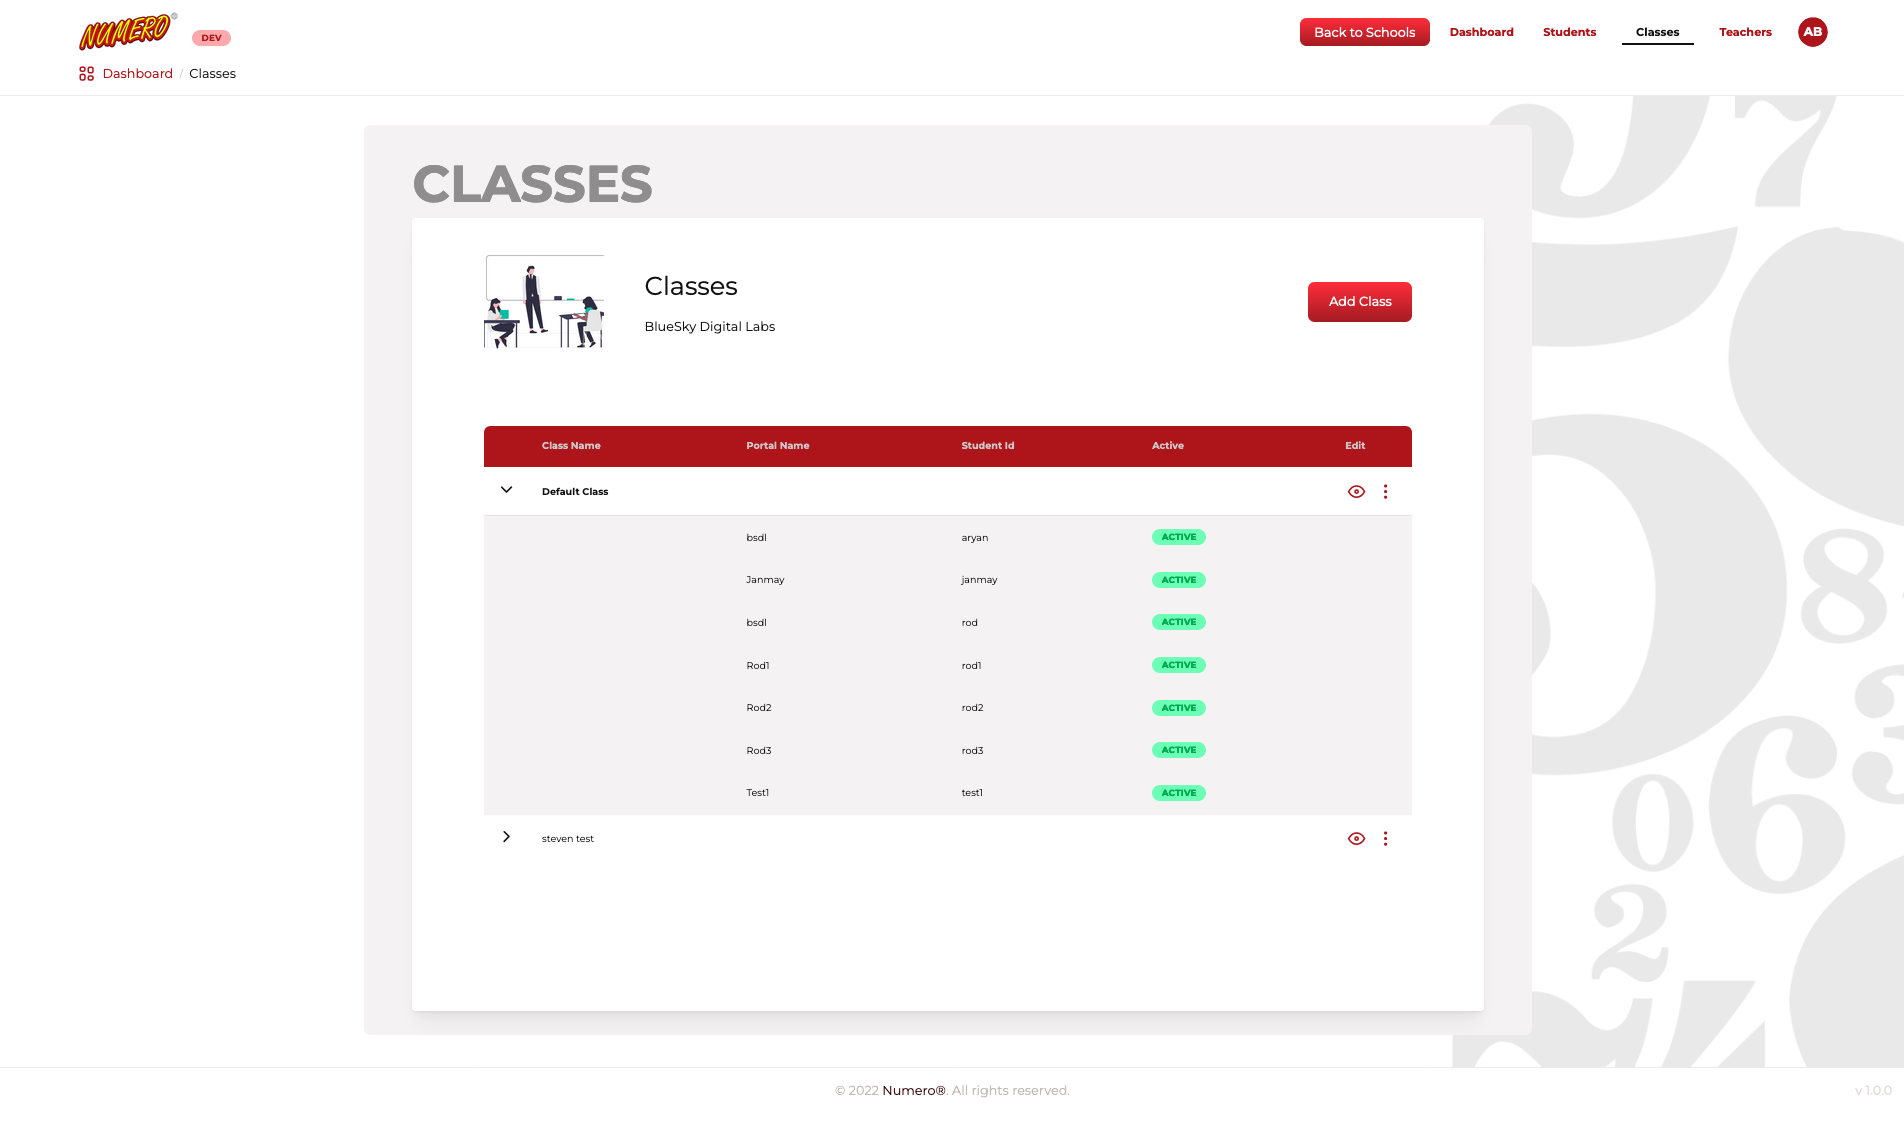 NUMERO®
DEV
Back to Schools Dashboard Students Classes Teachers AB
Dashboard / Classes
CLASSES
Classes
BlueSky Digital Labs
Add Class
Class Name Portal Name Student Id Active Edit
Default Class
bsdl aryan ACTIVE
Janmay janmay ACTIVE
bsdl rod ACTIVE
Rod1 rod1 ACTIVE
Rod2 rod2 ACTIVE
Rod3 rod3 ACTIVE
Test1 test1 ACTIVE
steven test
© 2022 Numero®. All rights reserved.
v 1.0.0